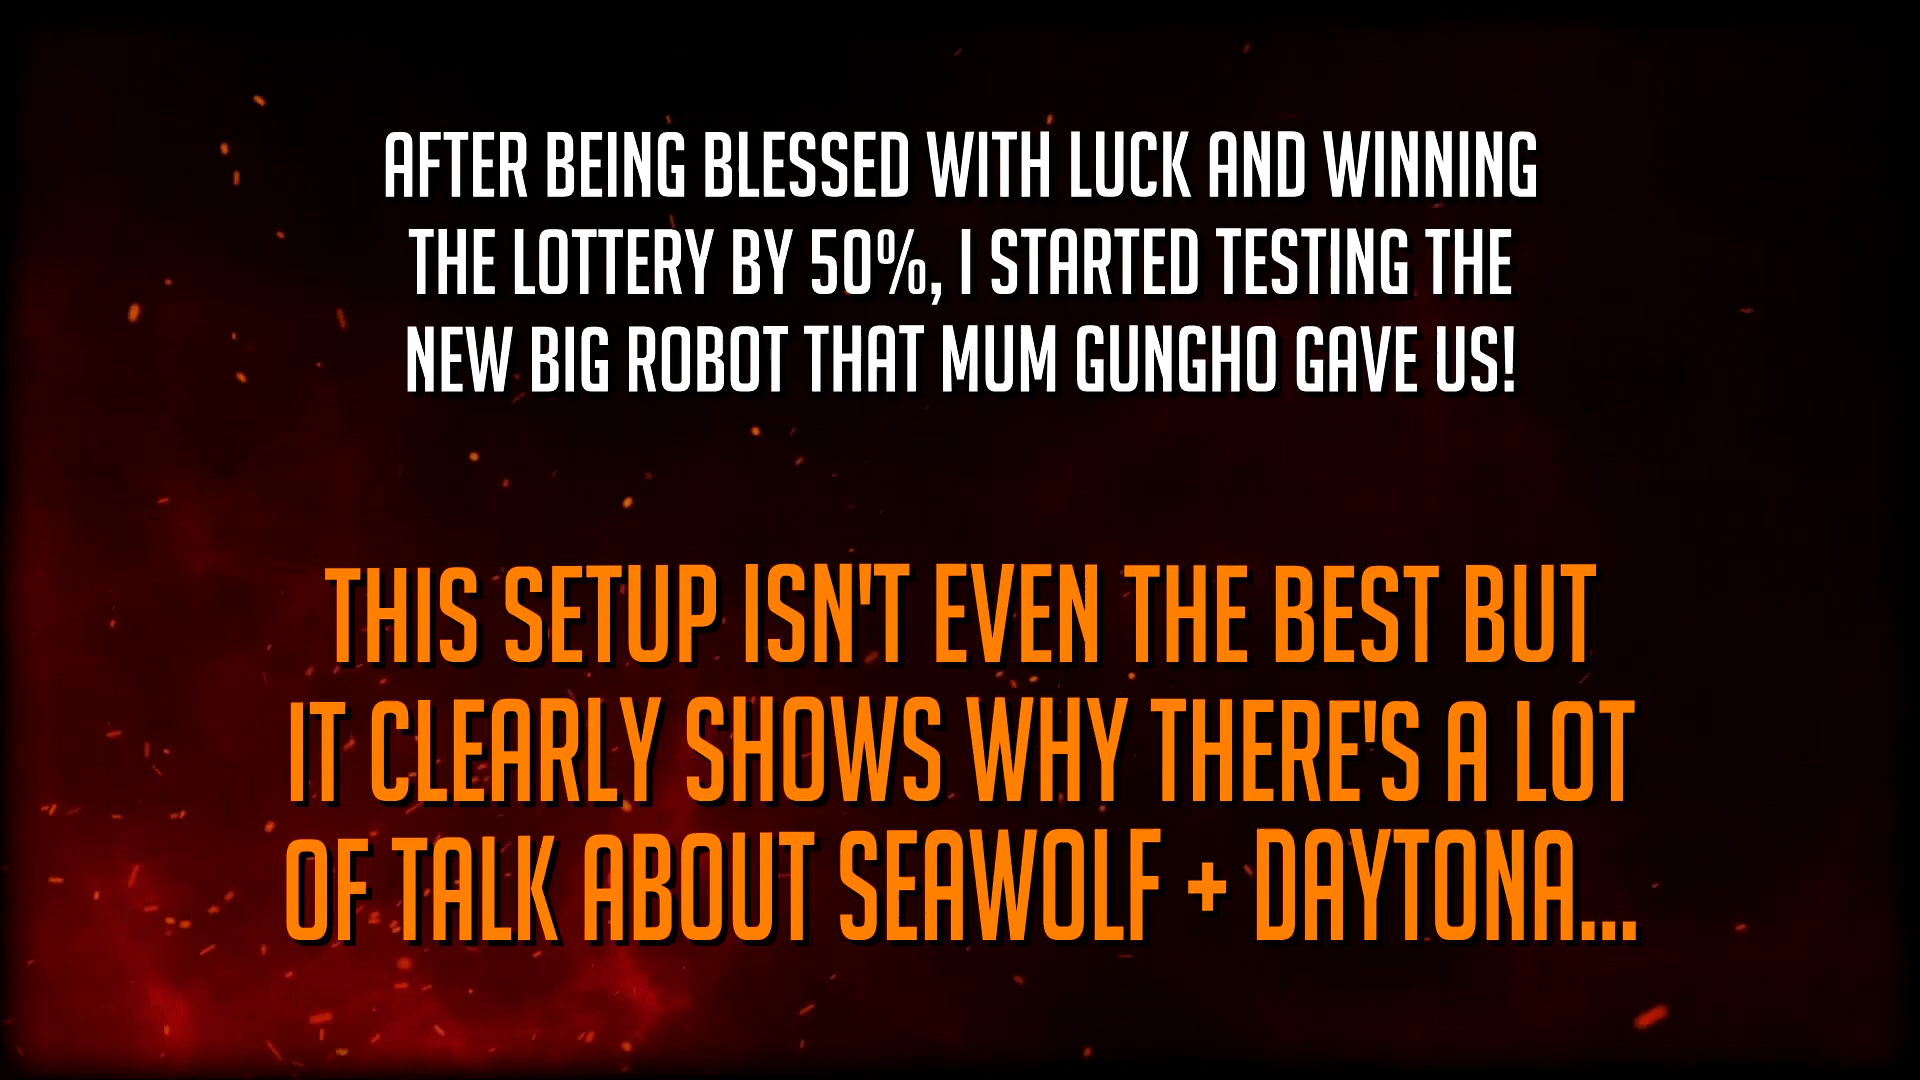 AFTER BEING BLESSED WITH LUCK AND WINNING
THE LOTTERY BY 50%, I STARTED TESTING THE
NEW BIG ROBOT THAT MUM GUNGHO GAVE US!
THIS SETUP ISN'T EVEN THE BEST BUT
IT CLEARLY SHOWS WHY THERE'S A LOT
OF TALK ABOUT SEAWOLF + DAYTONA...